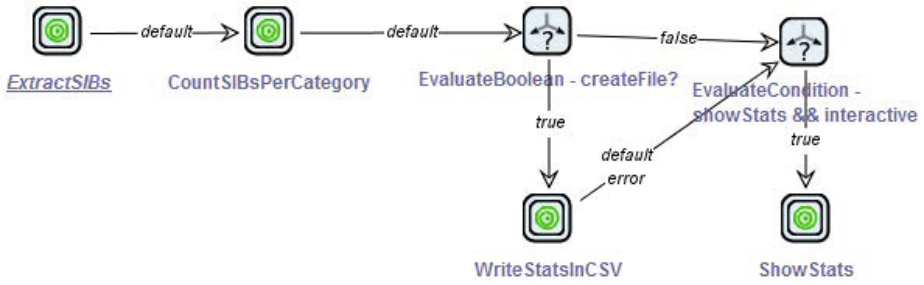 default
default
false
ExtractSIBs
CountSIBsPerCategory
EvaluateBoolean - createFile?
EvaluateCondition -
showStats && interactive
true
true
default
error
WriteStatsInCSV
ShowStats